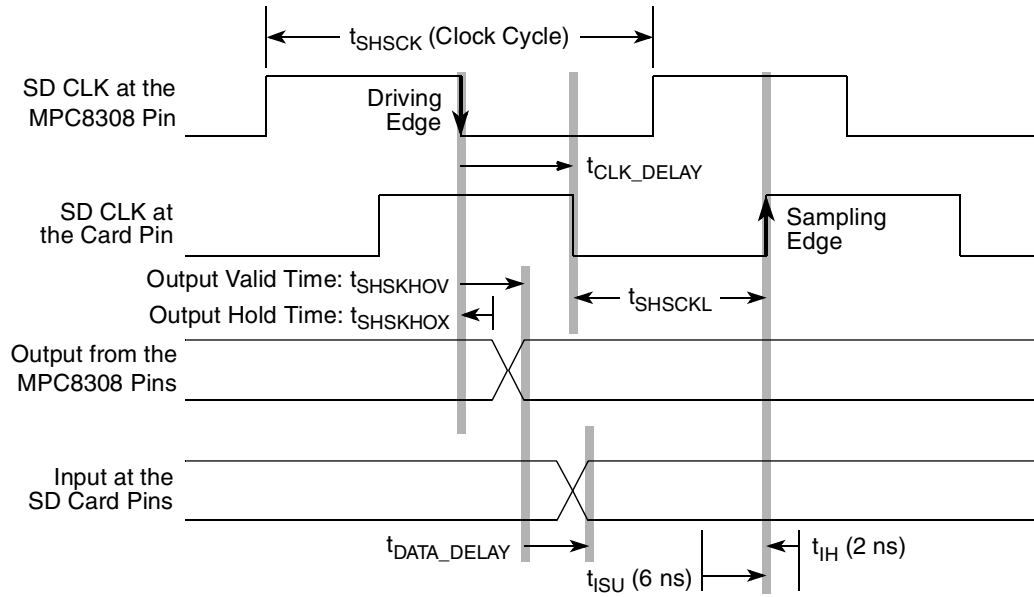 tSHSCK (Clock Cycle)
SD CLK at the
MPC8308 Pin
Driving
Edge
tCLK_DELAY
SD CLK at
the Card Pin
Sampling
Edge
Output Valid Time: tSHSKHOV
tSHSCKL
Output Hold Time: tSHSKHOX
Output from the
MPC8308 Pins
Input at the
SD Card Pins
tDATA_DELAY
tIH (2 ns)
tISU (6 ns)